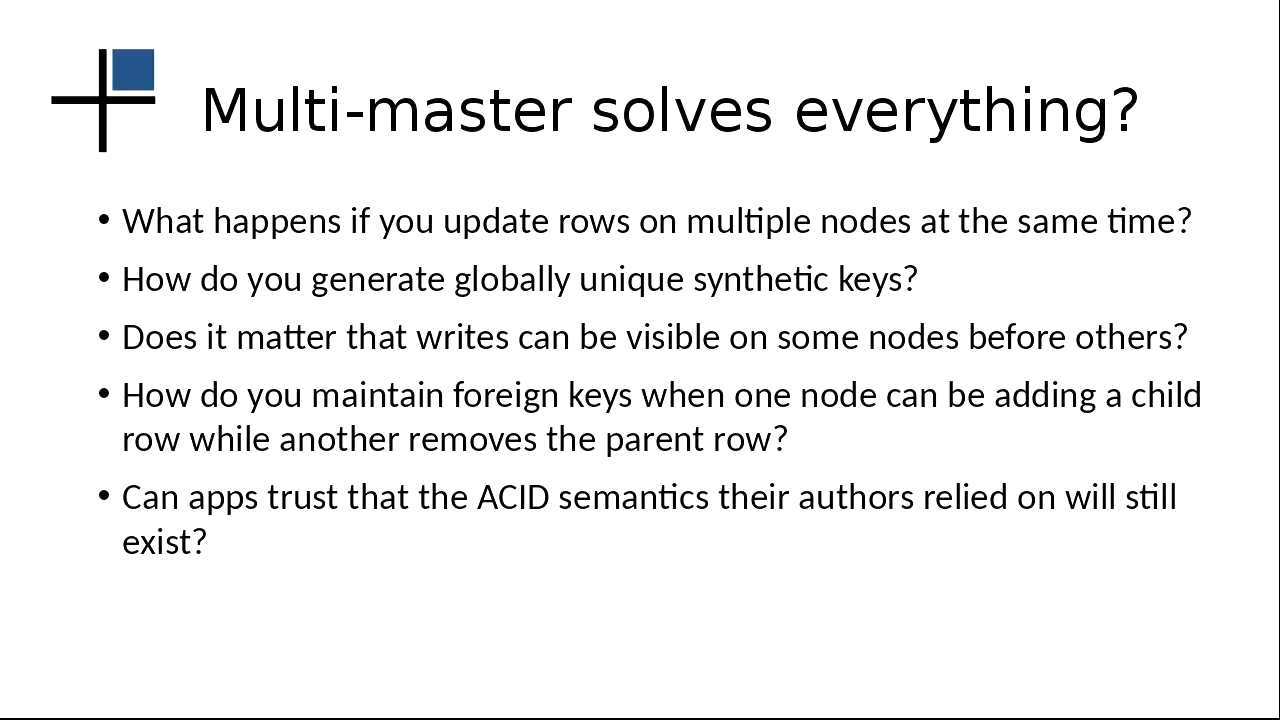 Multi-master solves everything?
• What happens if you update rows on multiple nodes at the same time?
• How do you generate globally unique synthetic keys?
• Does it matter that writes can be visible on some nodes before others?
• How do you maintain foreign keys when one node can be adding a child
row while another removes the parent row?
• Can apps trust that the ACID semantics their authors relied on will still
exist?